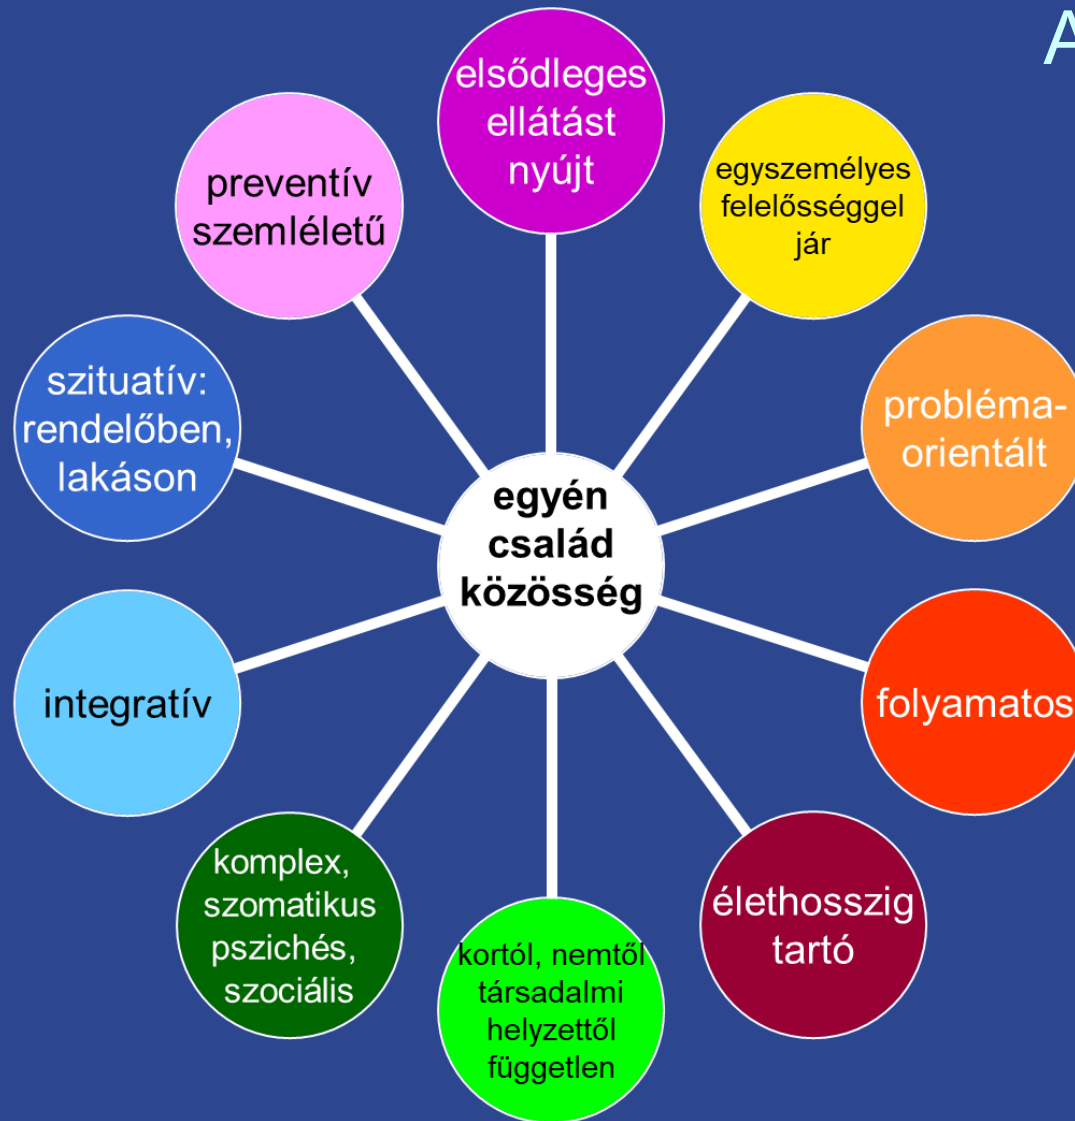 A
elsődleges
ellátást
nyújt
egyszemélyes
felelősséggel
jár
probléma-
orientált
folyamatos
élethosszig
tartó
kortól, nemtől
társadalmi
helyzettől
független
komplex,
szomatikus
pszichés,
szociális
integratív
szituatív:
rendelőben,
lakáson
preventív
szemléletű
egyén
család
közösség